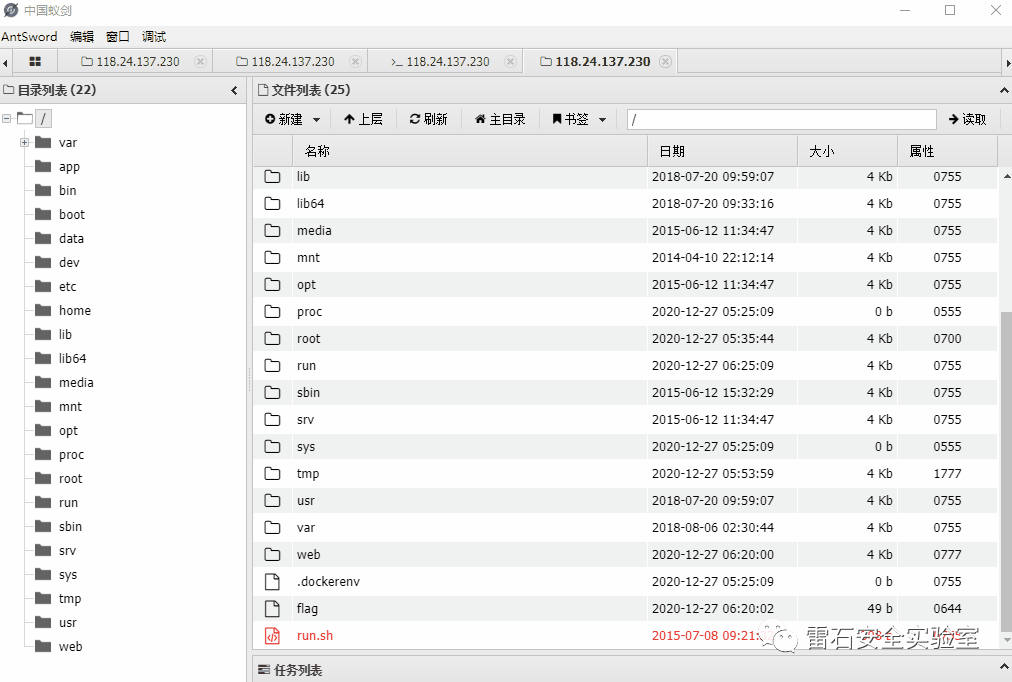 中国蚁剑
AntSword 编辑 窗口 调试
118.24.137.230 118.24.137.230 >_ 118.24.137.230 118.24.137.230
目录列表 (22)
/
var
app
bin
boot
data
dev
etc
home
lib
lib64
media
mnt
opt
proc
root
run
sbin
srv
sys
tmp
usr
web
文件列表 (25)
新建 上层 刷新 主目录 书签 / 读取
名称 日期 大小 属性
lib 2018-07-20 09:59:07 4 Kb 0755
lib64 2018-07-20 09:33:16 4 Kb 0755
media 2015-06-12 11:34:47 4 Kb 0755
mnt 2014-04-10 22:12:14 4 Kb 0755
opt 2015-06-12 11:34:47 4 Kb 0755
proc 2020-12-27 05:25:09 0 b 0555
root 2020-12-27 05:35:44 4 Kb 0700
run 2020-12-27 06:25:09 4 Kb 0755
sbin 2015-06-12 15:32:29 4 Kb 0755
srv 2015-06-12 11:34:47 4 Kb 0755
sys 2020-12-27 05:25:09 0 b 0555
tmp 2020-12-27 05:53:59 4 Kb 1777
usr 2018-07-20 09:59:07 4 Kb 0755
var 2018-08-06 02:30:44 4 Kb 0755
web 2020-12-27 06:20:00 4 Kb 0777
.dockerenv 2020-12-27 05:25:09 0 b 0755
flag 2020-12-27 06:20:02 49 b 0644
run.sh 2015-07-08 09:21:
雷石安全实验室
任务列表